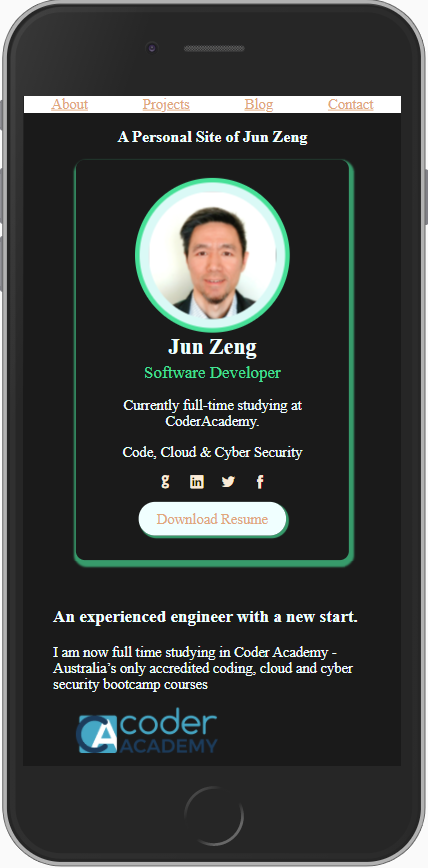 About Projects Blog Contact
A Personal Site of Jun Zeng
Jun Zeng
Software Developer
Currently full-time studying at
CoderAcademy.
Code, Cloud & Cyber Security
Download Resume
An experienced engineer with a new start.
I am now full time studying in Coder Academy -
Australia’s only accredited coding, cloud and cyber
security bootcamp courses
CA coder
ACADEMY